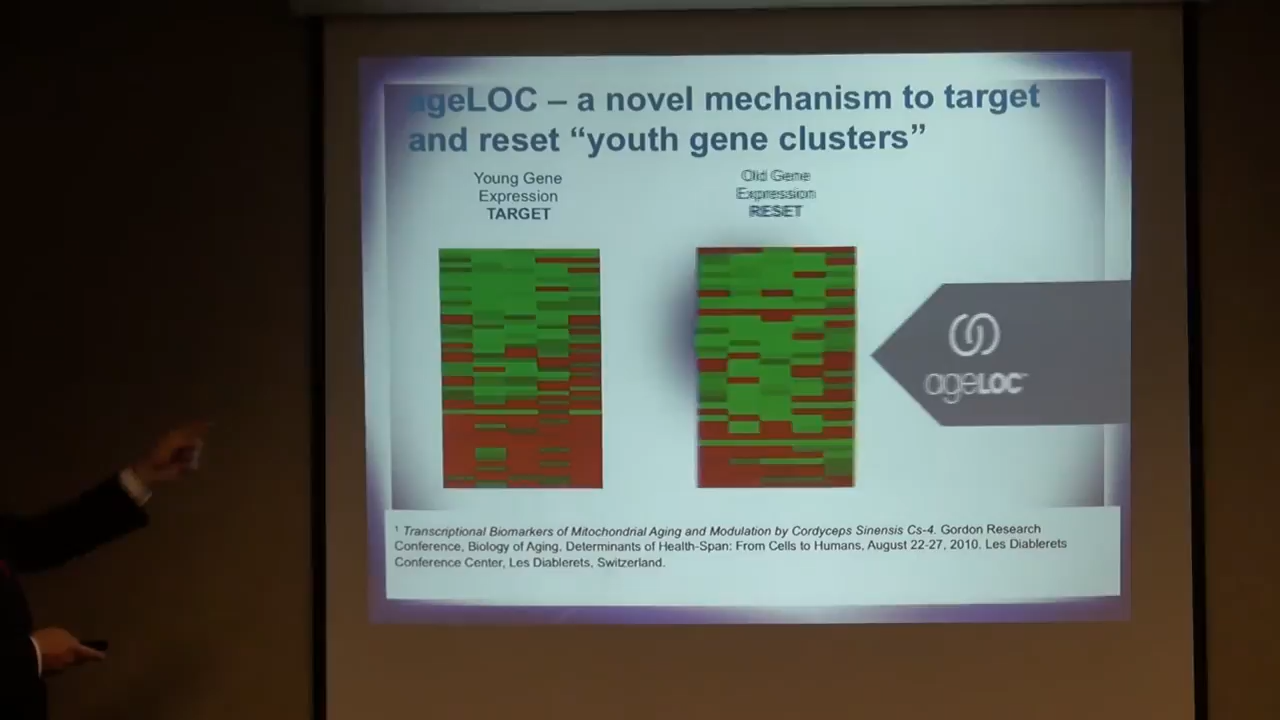 ageLOC – a novel mechanism to target
and reset “youth gene clusters”
Young Gene
Expression
TARGET
Old Gene
Expression
RESET
ageLOC™
¹ Transcriptional Biomarkers of Mitochondrial Aging and Modulation by Cordyceps Sinensis Cs-4. Gordon Research
Conference, Biology of Aging, Determinants of Health-Span: From Cells to Humans, August 22-27, 2010. Les Diablerets
Conference Center, Les Diablerets, Switzerland.